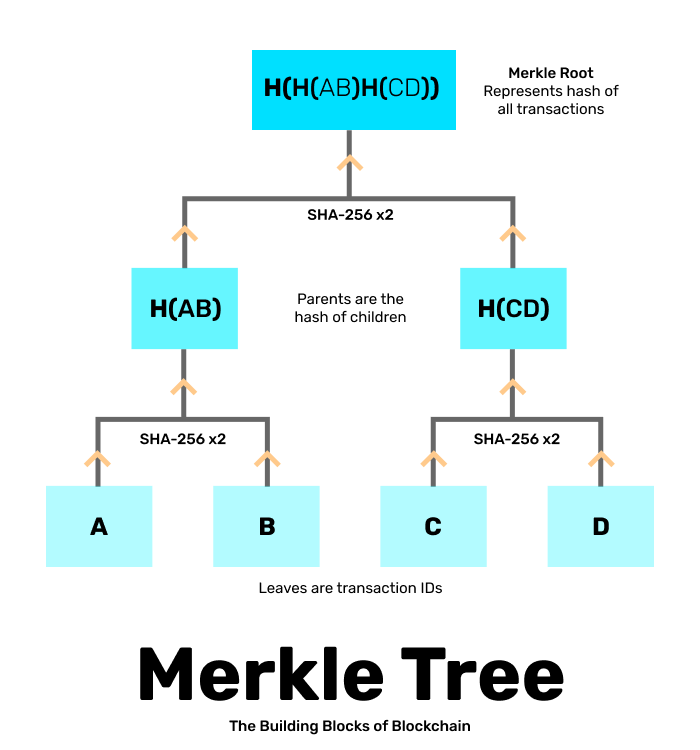 H(H(AB)H(CD))
Merkle Root
Represents hash of
all transactions
SHA-256 x2
H(AB)
Parents are the
hash of children
H(CD)
SHA-256 x2
SHA-256 x2
A
B
C
D
Leaves are transaction IDs
Merkle Tree
The Building Blocks of Blockchain